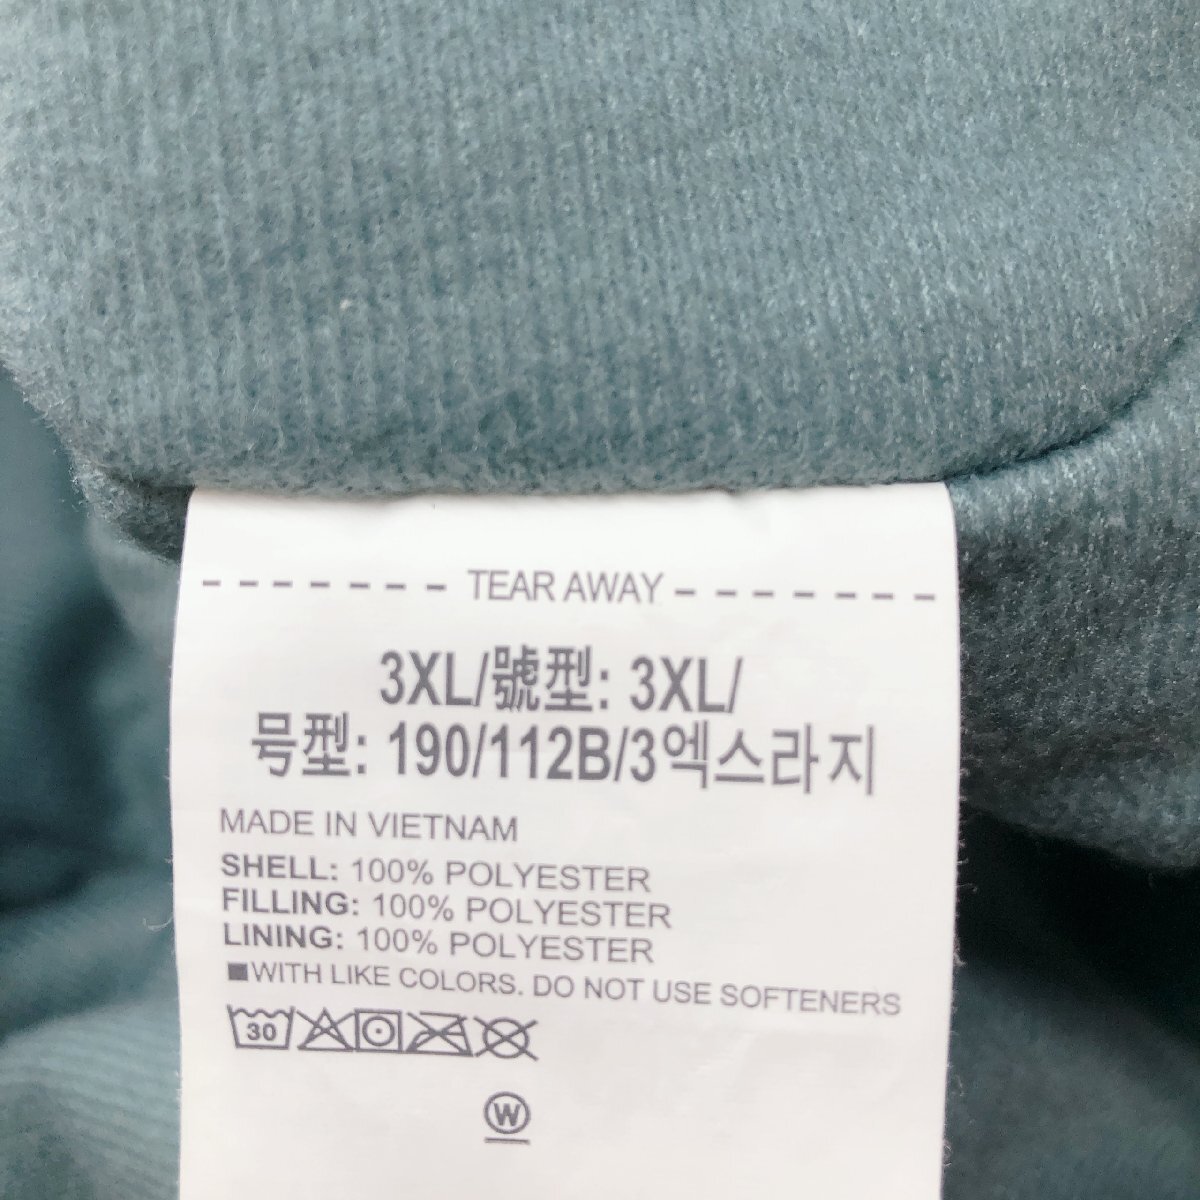 TEAR AWAY
3XL/號型: 3XL/
号型: 190/112B/3엑스라지
MADE IN VIETNAM
SHELL: 100% POLYESTER
FILLING: 100% POLYESTER
LINING: 100% POLYESTER
■WITH LIKE COLORS. DO NOT USE SOFTENERS
30
W